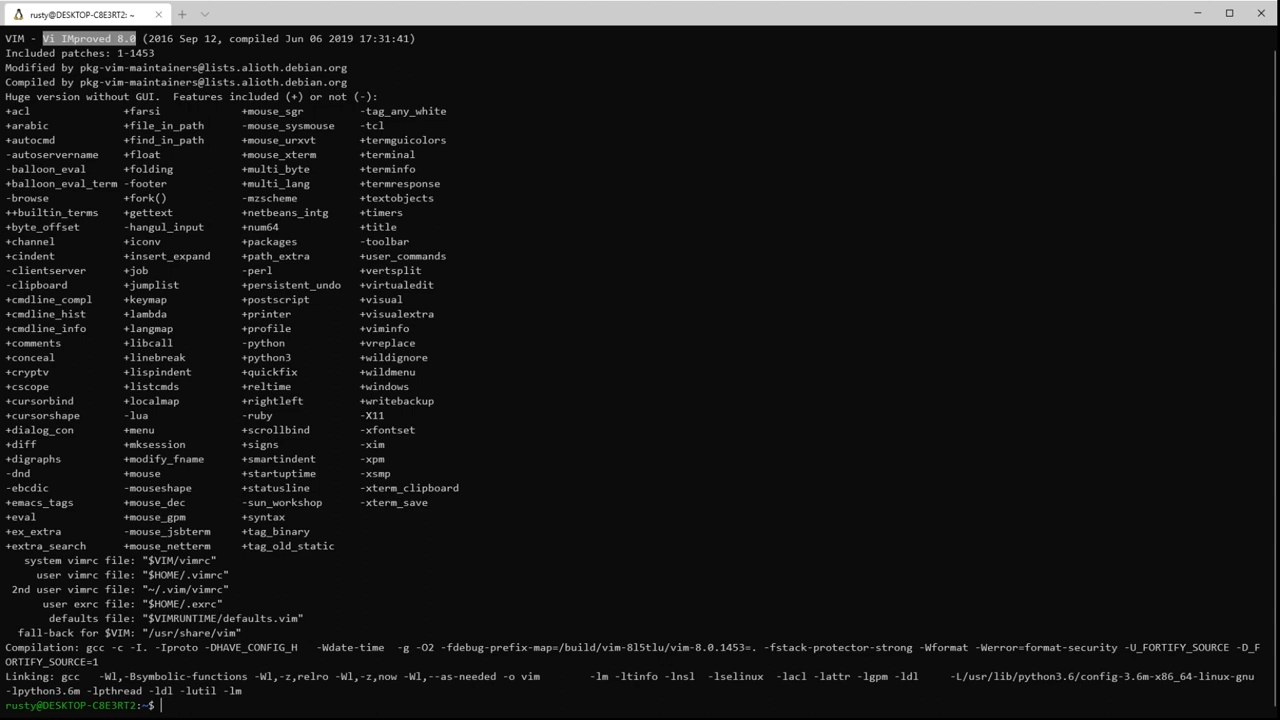 rusty@DESKTOP-C8E3RT2: ~
VIM - Vi IMproved 8.0 (2016 Sep 12, compiled Jun 06 2019 17:31:41)
Included patches: 1-1453
Modified by pkg-vim-maintainers@lists.alioth.debian.org
Compiled by pkg-vim-maintainers@lists.alioth.debian.org
Huge version without GUI.  Features included (+) or not (-):
+acl +farsi +mouse_sgr -tag_any_white
+arabic +file_in_path -mouse_sysmouse -tcl
+autocmd +find_in_path +mouse_urxvt +termguicolors
-autoservername +float +mouse_xterm +terminal
-balloon_eval +folding +multi_byte +terminfo
+balloon_eval_term -footer +multi_lang +termresponse
-browse +fork() -mzscheme +textobjects
++builtin_terms +gettext +netbeans_intg +timers
+byte_offset -hangul_input +num64 +title
+channel +iconv +packages -toolbar
+cindent +insert_expand +path_extra +user_commands
-clientserver +job -perl +vertsplit
-clipboard +jumplist +persistent_undo +virtualedit
+cmdline_compl +keymap +postscript +visual
+cmdline_hist +lambda +printer +visualextra
+cmdline_info +langmap +profile +viminfo
+comments +libcall -python +vreplace
+conceal +linebreak +python3 +wildignore
+cryptv +lispindent +quickfix +wildmenu
+cscope +listcmds +reltime +windows
+cursorbind +localmap +rightleft +writebackup
+cursorshape -lua -ruby -X11
+dialog_con +menu +scrollbind -xfontset
+diff +mksession +signs -xim
+digraphs +modify_fname +smartindent -xpm
-dnd +mouse +startuptime -xsmp
-ebcdic -mouseshape +statusline -xterm_clipboard
+emacs_tags +mouse_dec -sun_workshop -xterm_save
+eval +mouse_gpm +syntax
+ex_extra -mouse_jsbterm +tag_binary
+extra_search +mouse_netterm +tag_old_static
system vimrc file: "$VIM/vimrc"
user vimrc file: "$HOME/.vimrc"
2nd user vimrc file: "~/.vim/vimrc"
user exrc file: "$HOME/.exrc"
defaults file: "$VIMRUNTIME/defaults.vim"
fall-back for $VIM: "/usr/share/vim"
Compilation: gcc -c -I. -Iproto -DHAVE_CONFIG_H   -Wdate-time  -g -O2 -fdebug-prefix-map=/build/vim-8l5tlu/vim-8.0.1453=. -fstack-protector-strong -Wformat -Werror=format-security -U_FORTIFY_SOURCE -D_F
ORTIFY_SOURCE=1
Linking: gcc   -Wl,-Bsymbolic-functions -Wl,-z,relro -Wl,-z,now -Wl,--as-needed -o vim        -lm -ltinfo -lnsl  -lselinux  -lacl -lattr -lgpm -ldl     -L/usr/lib/python3.6/config-3.6m-x86_64-linux-gnu
-lpython3.6m -lpthread -ldl -lutil -lm
rusty@DESKTOP-C8E3RT2:~$